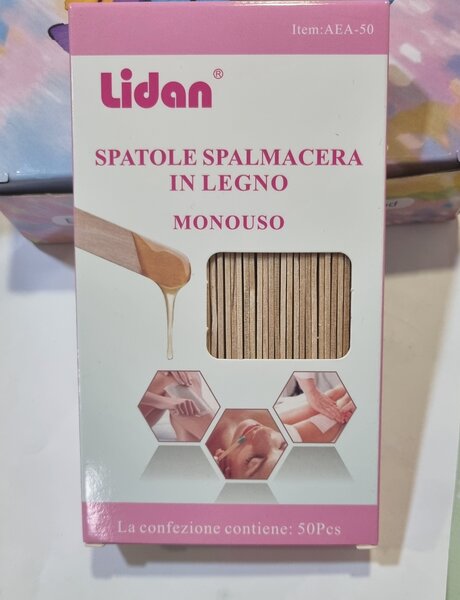 Item:AEA-50
Lidan®
SPATOLE SPALMACERA
IN LEGNO
MONOUSO
La confezione contiene: 50Pcs